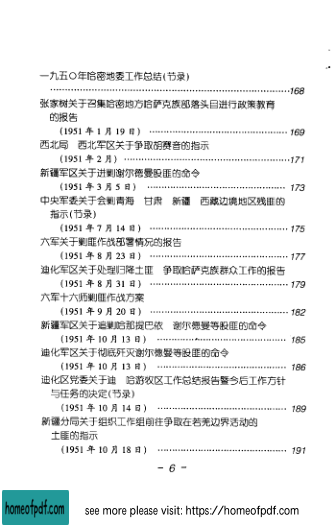 一九五〇年哈密地委工作总结(节录)
……168
张家树关于召集哈密地方哈萨克族部落头目进行政策教育
的报告
(1951 年 1 月 19 日) ……169
西北局 西北军区关于争取胡赛音的指示
(1951 年 2 月) ……171
新疆军区关于进剿谢尔德曼股匪的命令
(1951 年 3 月 5 日) ……173
中央军委关于会剿青海 甘肃 新疆 西藏边境地区残匪的
指示(节录)
(1951 年 7 月 14 日) ……175
六军关于剿匪作战部署情况的报告
(1951 年 8 月 23 日) ……177
迪化军区关于处理归降土匪 争取哈萨克族群众工作的报告
(1951 年 8 月 31 日) ……179
六军十六师剿匪作战方案
(1951 年 9 月 20 日) ……182
新疆军区关于追剿哈那提巴依 谢尔德曼等股匪的命令
(1951 年 10 月 13 日) ……185
迪化军区关于彻底歼灭谢尔德曼等股匪的命令
(1951 年 10 月 13 日) ……186
迪化区党委关于迪 哈游牧区工作总结报告暨今后工作方针
与任务的决定(节录)
(1951 年 10 月 14 日) ……189
新疆分局关于组织工作组前往争取在若羌边界活动的
土匪的指示
(1951 年 10 月 18 日) ……191
- 6 -
homeofpdf.com
see more please visit: https://homeofpdf.com